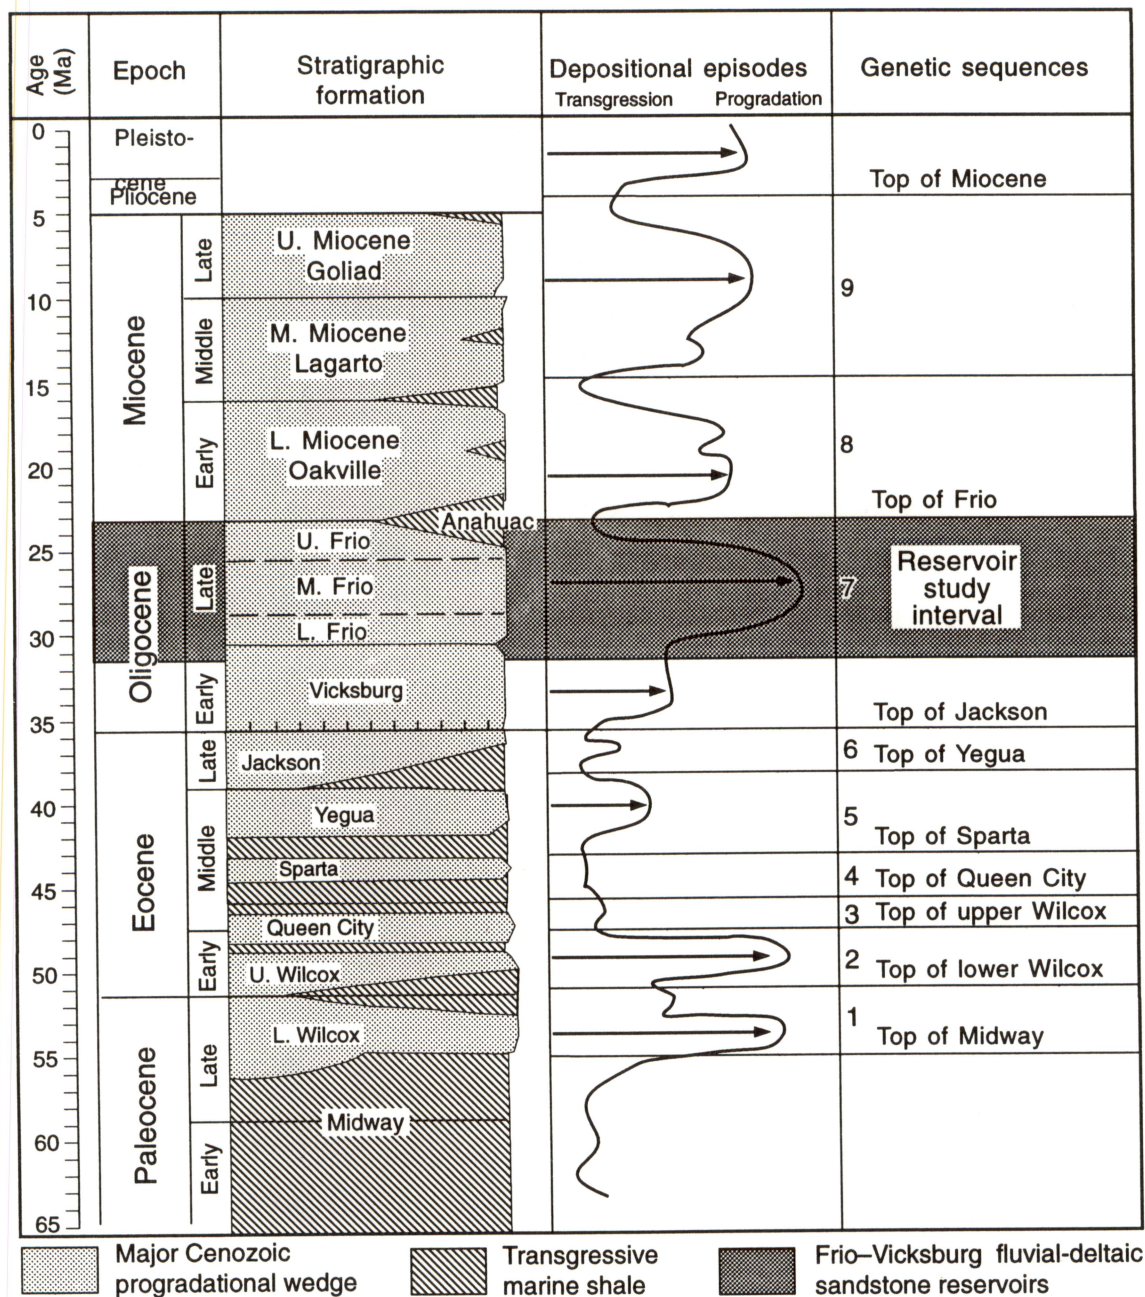 Age
(Ma)
Epoch
Stratigraphic
formation
Depositional episodes
Transgression Progradation
Genetic sequences
0
5
10
15
20
25
30
35
40
45
50
55
60
65
Pleisto-
cene
Pliocene
Miocene
Late
Middle
Early
Oligocene
Late
Early
Eocene
Late
Middle
Early
Paleocene
Late
Early
U. Miocene
Goliad
M. Miocene
Lagarto
L. Miocene
Oakville
Anahuac
U. Frio
M. Frio
L. Frio
Vicksburg
Jackson
Yegua
Sparta
Queen City
U. Wilcox
L. Wilcox
Midway
Top of Miocene
9
8
Top of Frio
7
Reservoir
study
interval
Top of Jackson
6 Top of Yegua
5
Top of Sparta
4 Top of Queen City
3 Top of upper Wilcox
2 Top of lower Wilcox
1
Top of Midway
Major Cenozoic
progradational wedge
Transgressive
marine shale
Frio–Vicksburg fluvial-deltaic
sandstone reservoirs